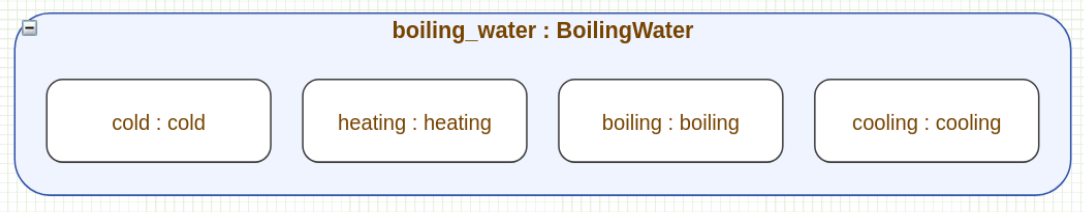 boiling_water : BoilingWater
cold : cold
heating : heating
boiling : boiling
cooling : cooling